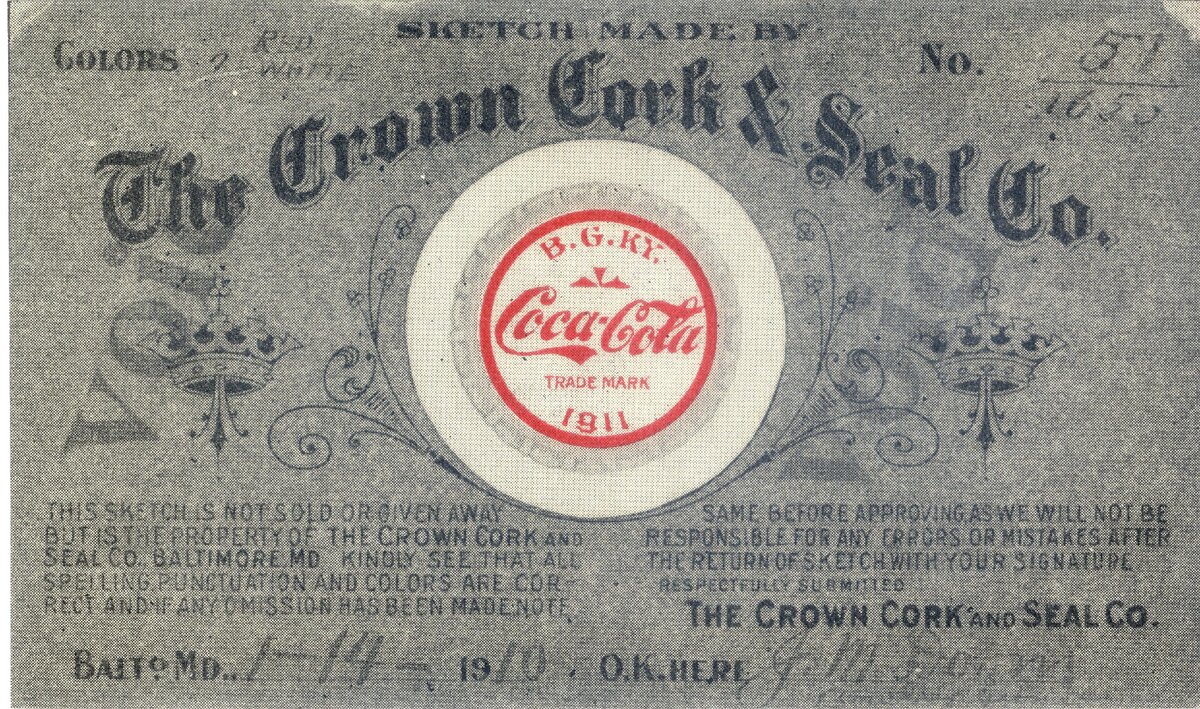 SKETCH MADE BY
COLORS 2 RED
WHITE
No. 51
1653
The Crown Cork & Seal Co.
B. G. KY.
Coca-Cola
TRADE MARK
1911
THIS SKETCH IS NOT SOLD OR GIVEN AWAY
BUT IS THE PROPERTY OF THE CROWN CORK AND
SEAL CO. BALTIMORE MD KINDLY SEE THAT ALL
SPELLING, PUNCTUATION AND COLORS ARE COR-
RECT AND IF ANY OMISSION HAS BEEN MADE, NOTE
SAME BEFORE APPROVING AS WE WILL NOT BE
RESPONSIBLE FOR ANY ERRORS OR MISTAKES AFTER
THE RETURN OF SKETCH WITH YOUR SIGNATURE
RESPECTFULLY SUBMITTED
THE CROWN CORK AND SEAL CO.
BALTO. MD. 1-14- 1910. O.K. HERE